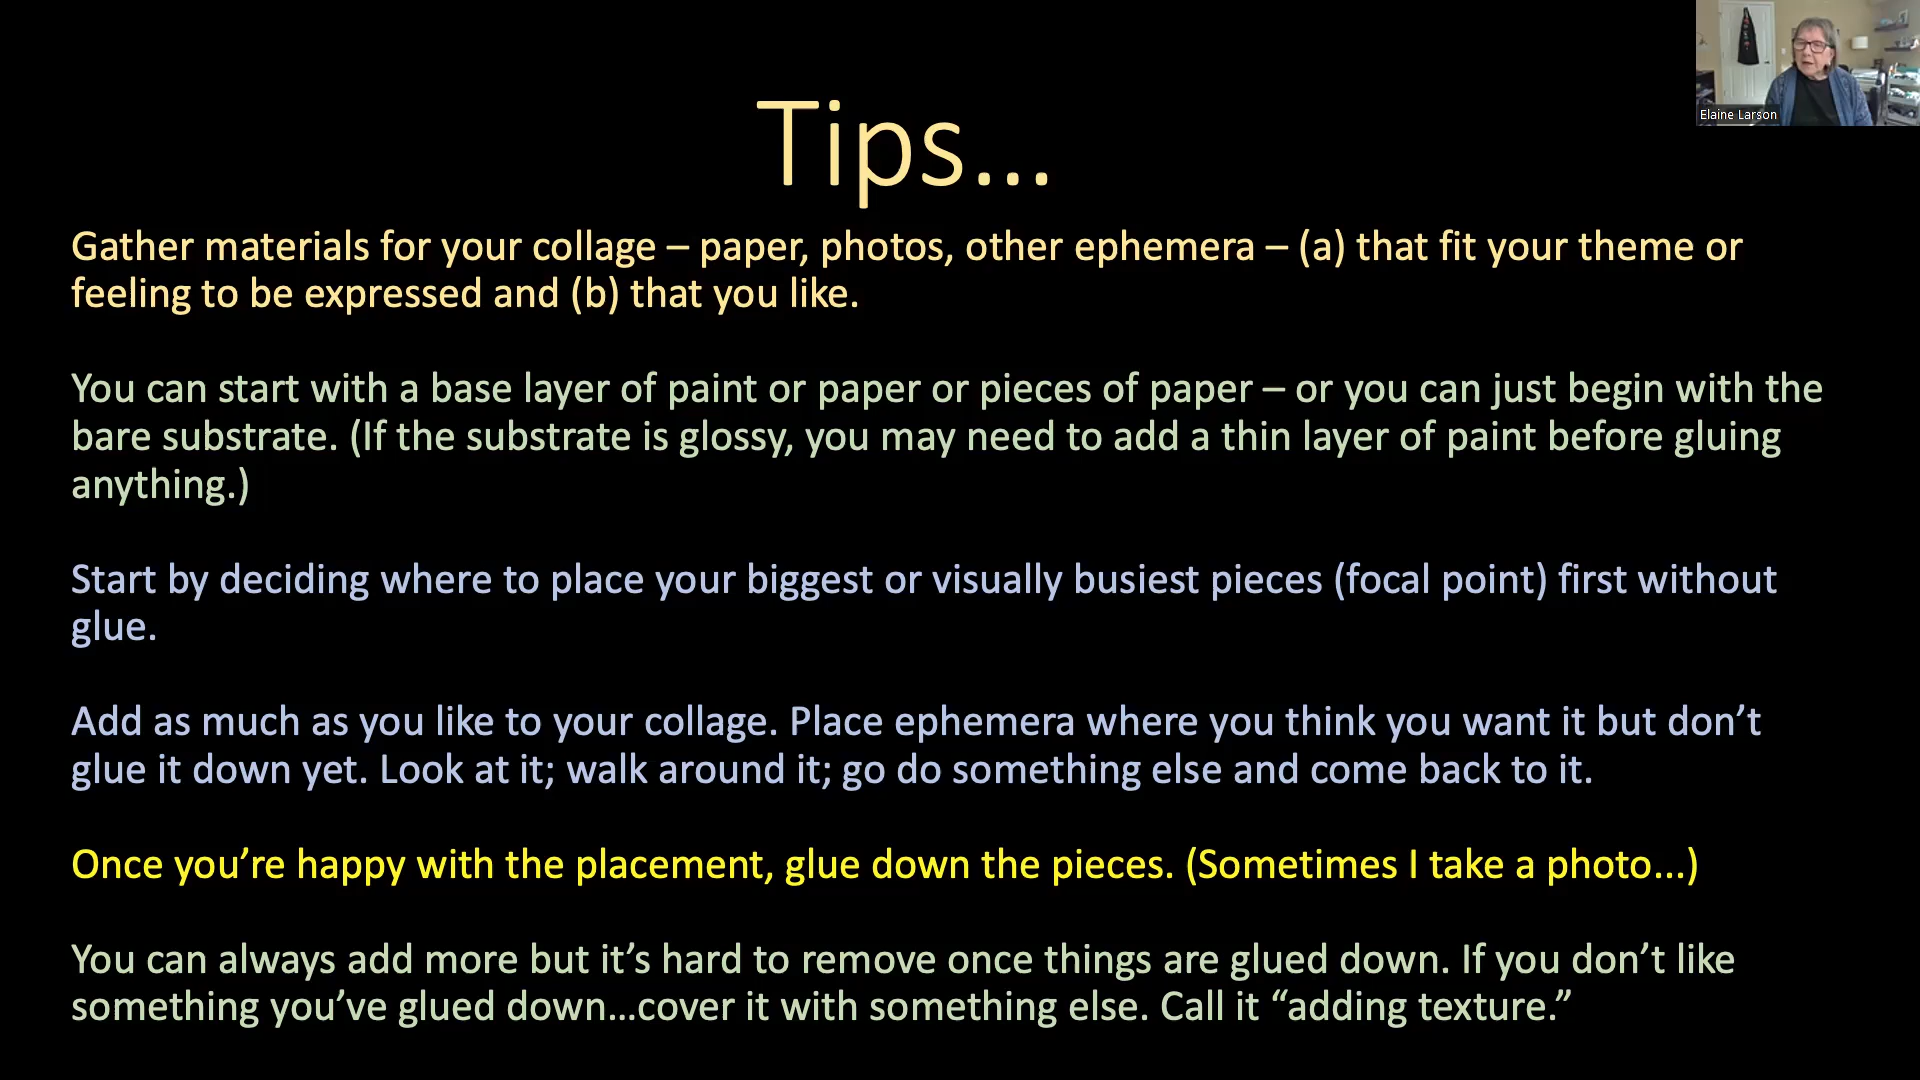 Elaine Larson
Tips...
Gather materials for your collage – paper, photos, other ephemera – (a) that fit your theme or
feeling to be expressed and (b) that you like.
You can start with a base layer of paint or paper or pieces of paper – or you can just begin with the
bare substrate. (If the substrate is glossy, you may need to add a thin layer of paint before gluing
anything.)
Start by deciding where to place your biggest or visually busiest pieces (focal point) first without
glue.
Add as much as you like to your collage. Place ephemera where you think you want it but don’t
glue it down yet. Look at it; walk around it; go do something else and come back to it.
Once you’re happy with the placement, glue down the pieces. (Sometimes I take a photo...)
You can always add more but it’s hard to remove once things are glued down. If you don’t like
something you’ve glued down…cover it with something else. Call it “adding texture.”